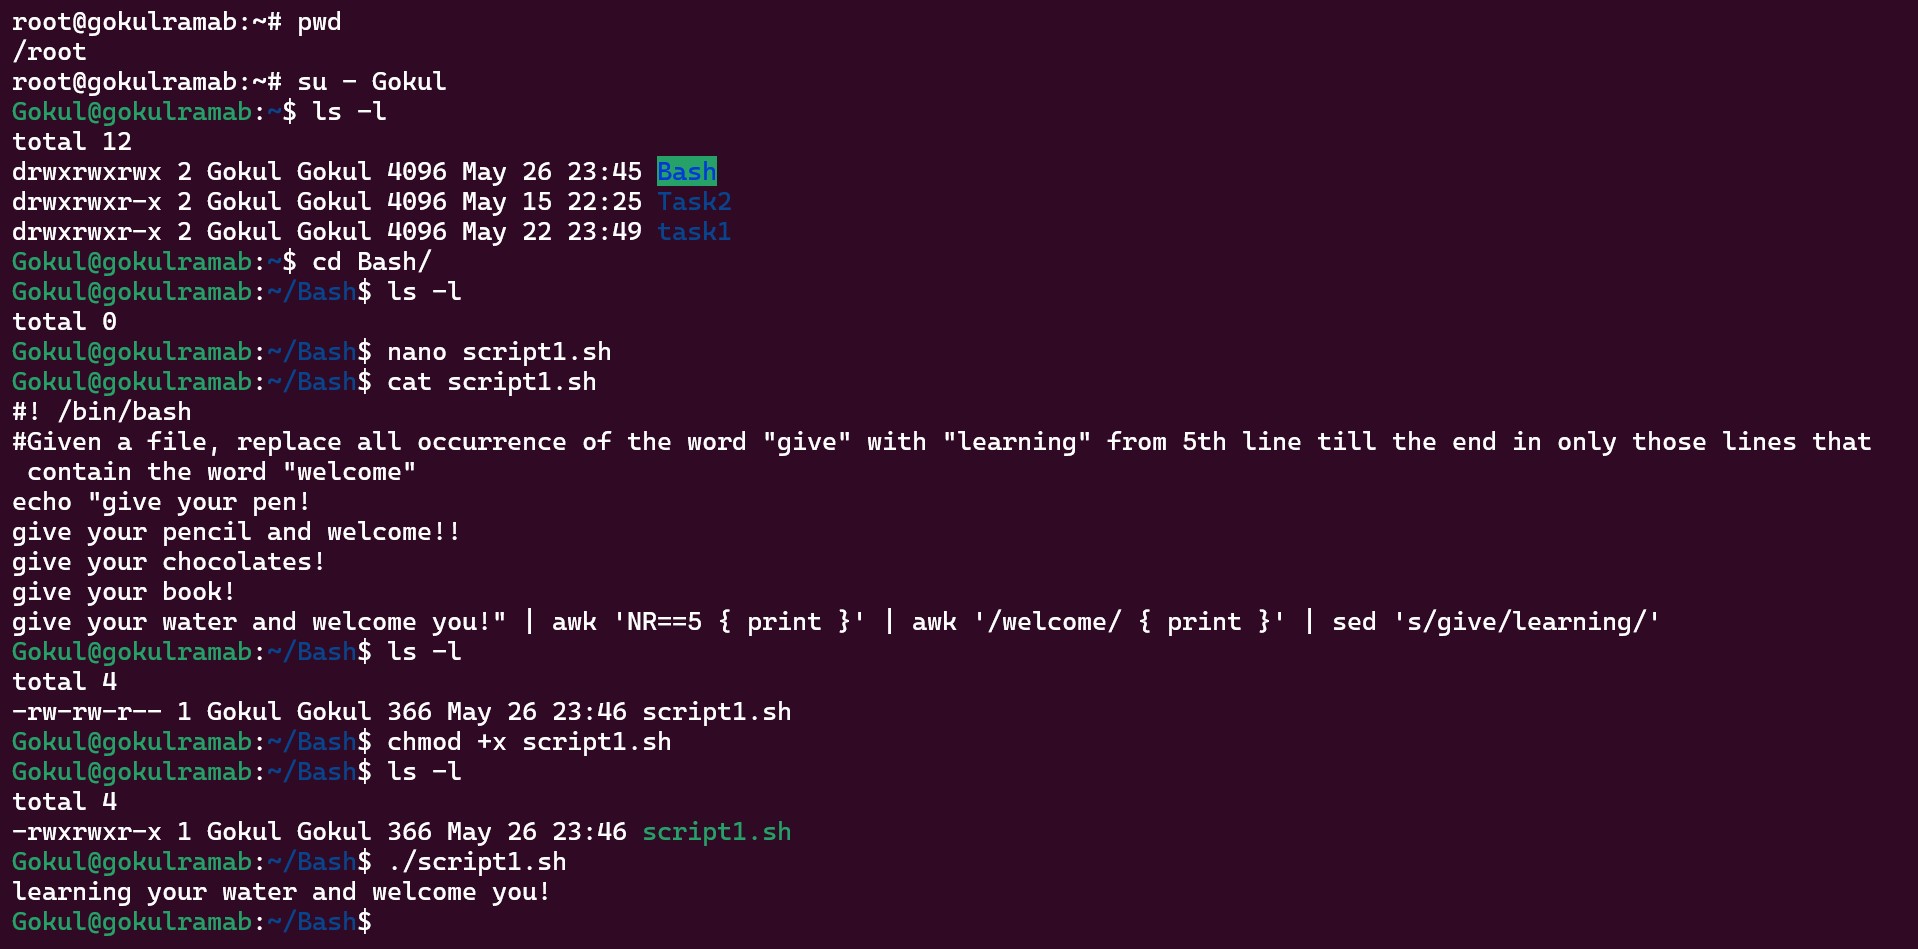 root@gokulramab:~# pwd
/root
root@gokulramab:~# su - Gokul
Gokul@gokulramab:~$ ls -l
total 12
drwxrwxrwx 2 Gokul Gokul 4096 May 26 23:45 Bash
drwxrwxr-x 2 Gokul Gokul 4096 May 15 22:25 Task2
drwxrwxr-x 2 Gokul Gokul 4096 May 22 23:49 task1
Gokul@gokulramab:~$ cd Bash/
Gokul@gokulramab:~/Bash$ ls -l
total 0
Gokul@gokulramab:~/Bash$ nano script1.sh
Gokul@gokulramab:~/Bash$ cat script1.sh
#! /bin/bash
#Given a file, replace all occurrence of the word "give" with "learning" from 5th line till the end in only those lines that
 contain the word "welcome"
echo "give your pen!
give your pencil and welcome!!
give your chocolates!
give your book!
give your water and welcome you!" | awk 'NR==5 { print }' | awk '/welcome/ { print }' | sed 's/give/learning/'
Gokul@gokulramab:~/Bash$ ls -l
total 4
-rw-rw-r-- 1 Gokul Gokul 366 May 26 23:46 script1.sh
Gokul@gokulramab:~/Bash$ chmod +x script1.sh
Gokul@gokulramab:~/Bash$ ls -l
total 4
-rwxrwxr-x 1 Gokul Gokul 366 May 26 23:46 script1.sh
Gokul@gokulramab:~/Bash$ ./script1.sh
learning your water and welcome you!
Gokul@gokulramab:~/Bash$